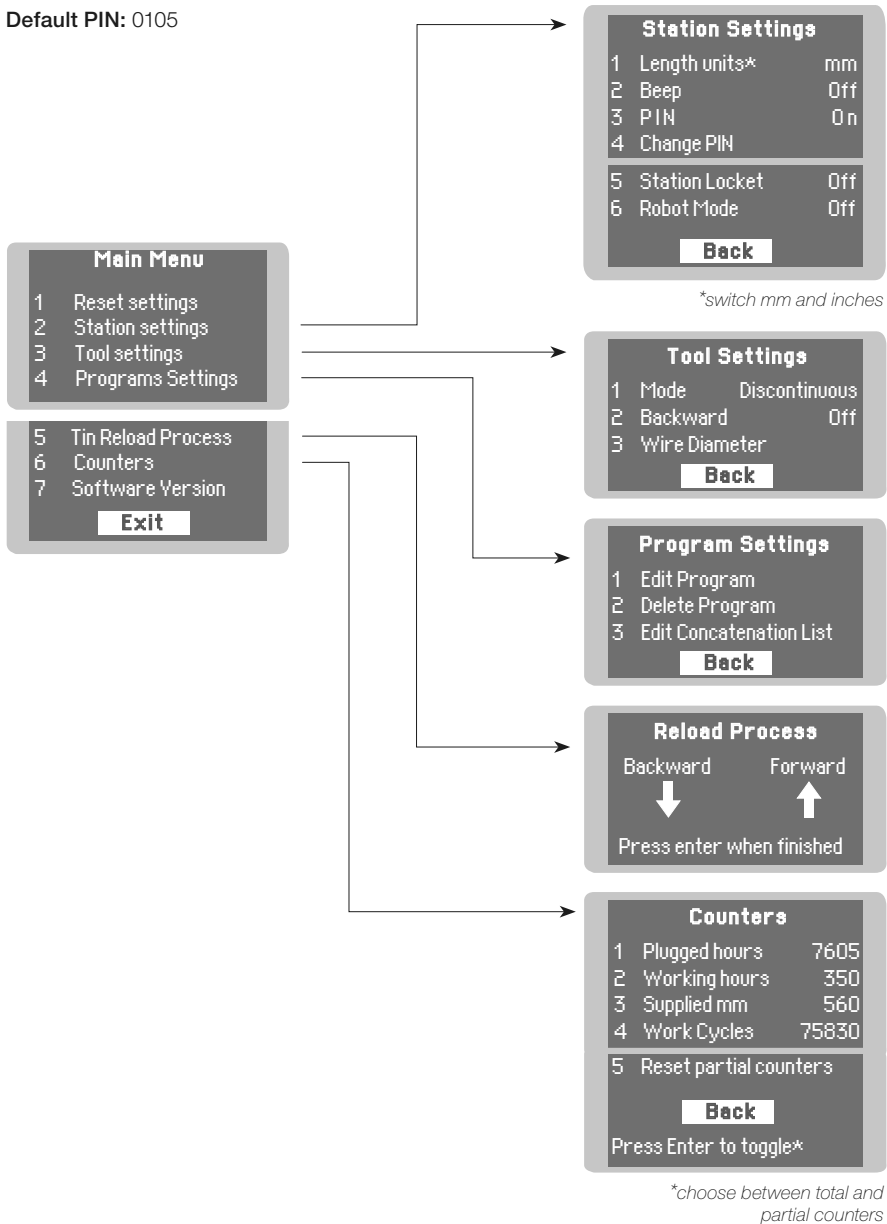 Default PIN: 0105
Main Menu
1 Reset settings
2 Station settings
3 Tool settings
4 Programs Settings
5 Tin Reload Process
6 Counters
7 Software Version
Exit
Station Settings
1 Length units* mm
2 Beep Off
3 PIN On
4 Change PIN
5 Station Locket Off
6 Robot Mode Off
Back
*switch mm and inches
Tool Settings
1 Mode Discontinuous
2 Backward Off
3 Wire Diameter
Back
Program Settings
1 Edit Program
2 Delete Program
3 Edit Concatenation List
Back
Reload Process
Backward Forward
Press enter when finished
Counters
1 Plugged hours 7605
2 Working hours 350
3 Supplied mm 560
4 Work Cycles 75830
5 Reset partial counters
Back
Press Enter to toggle*
*choose between total and
partial counters